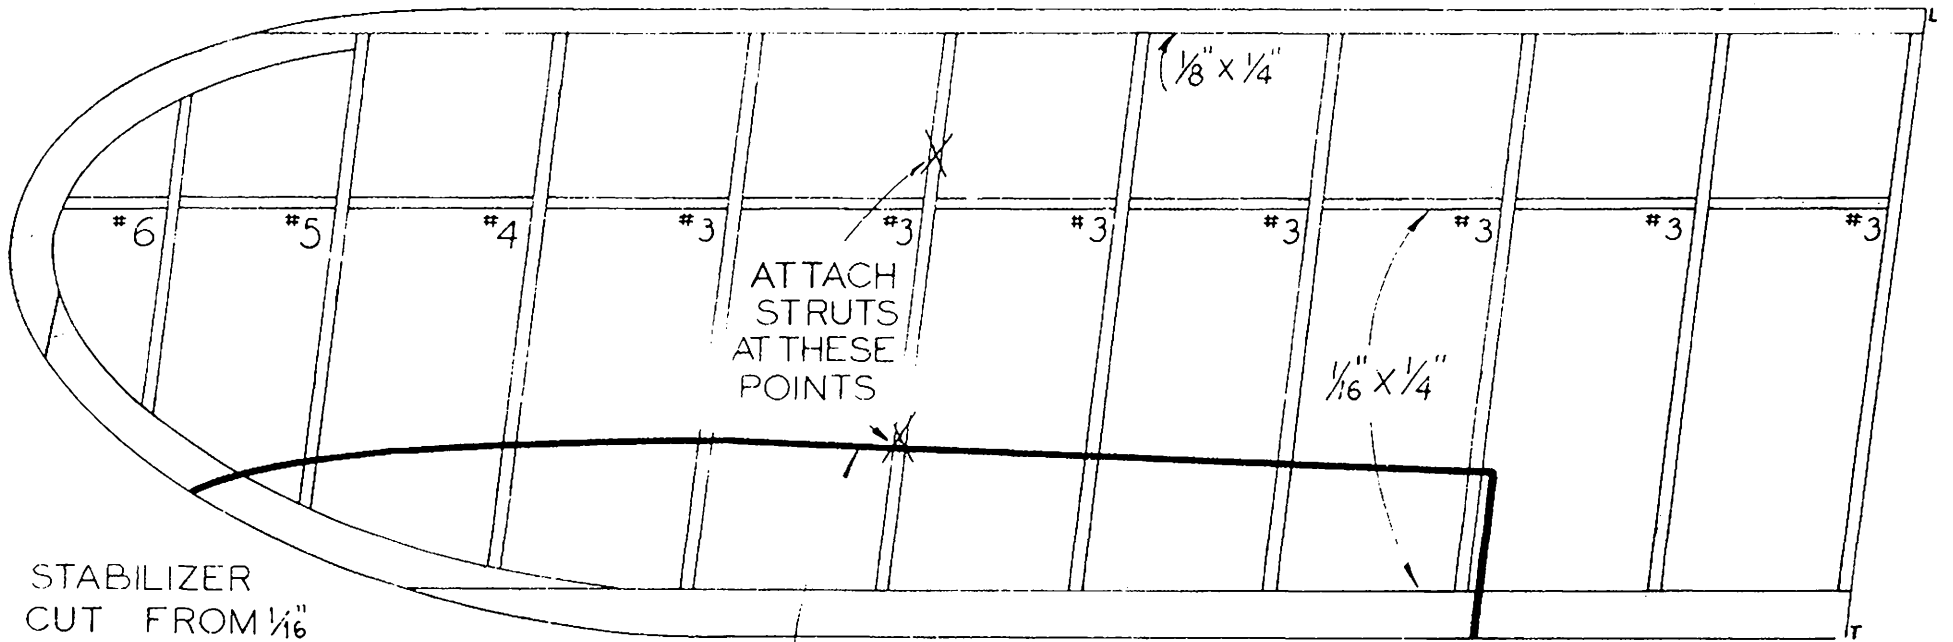 L
1/8" X 1/4"
#6 #5 #4 #3 #3 #3 #3 #3 #3 #3
ATTACH
STRUTS
AT THESE
POINTS
1/16" X 1/4"
STABILIZER
CUT FROM 1/16"
T